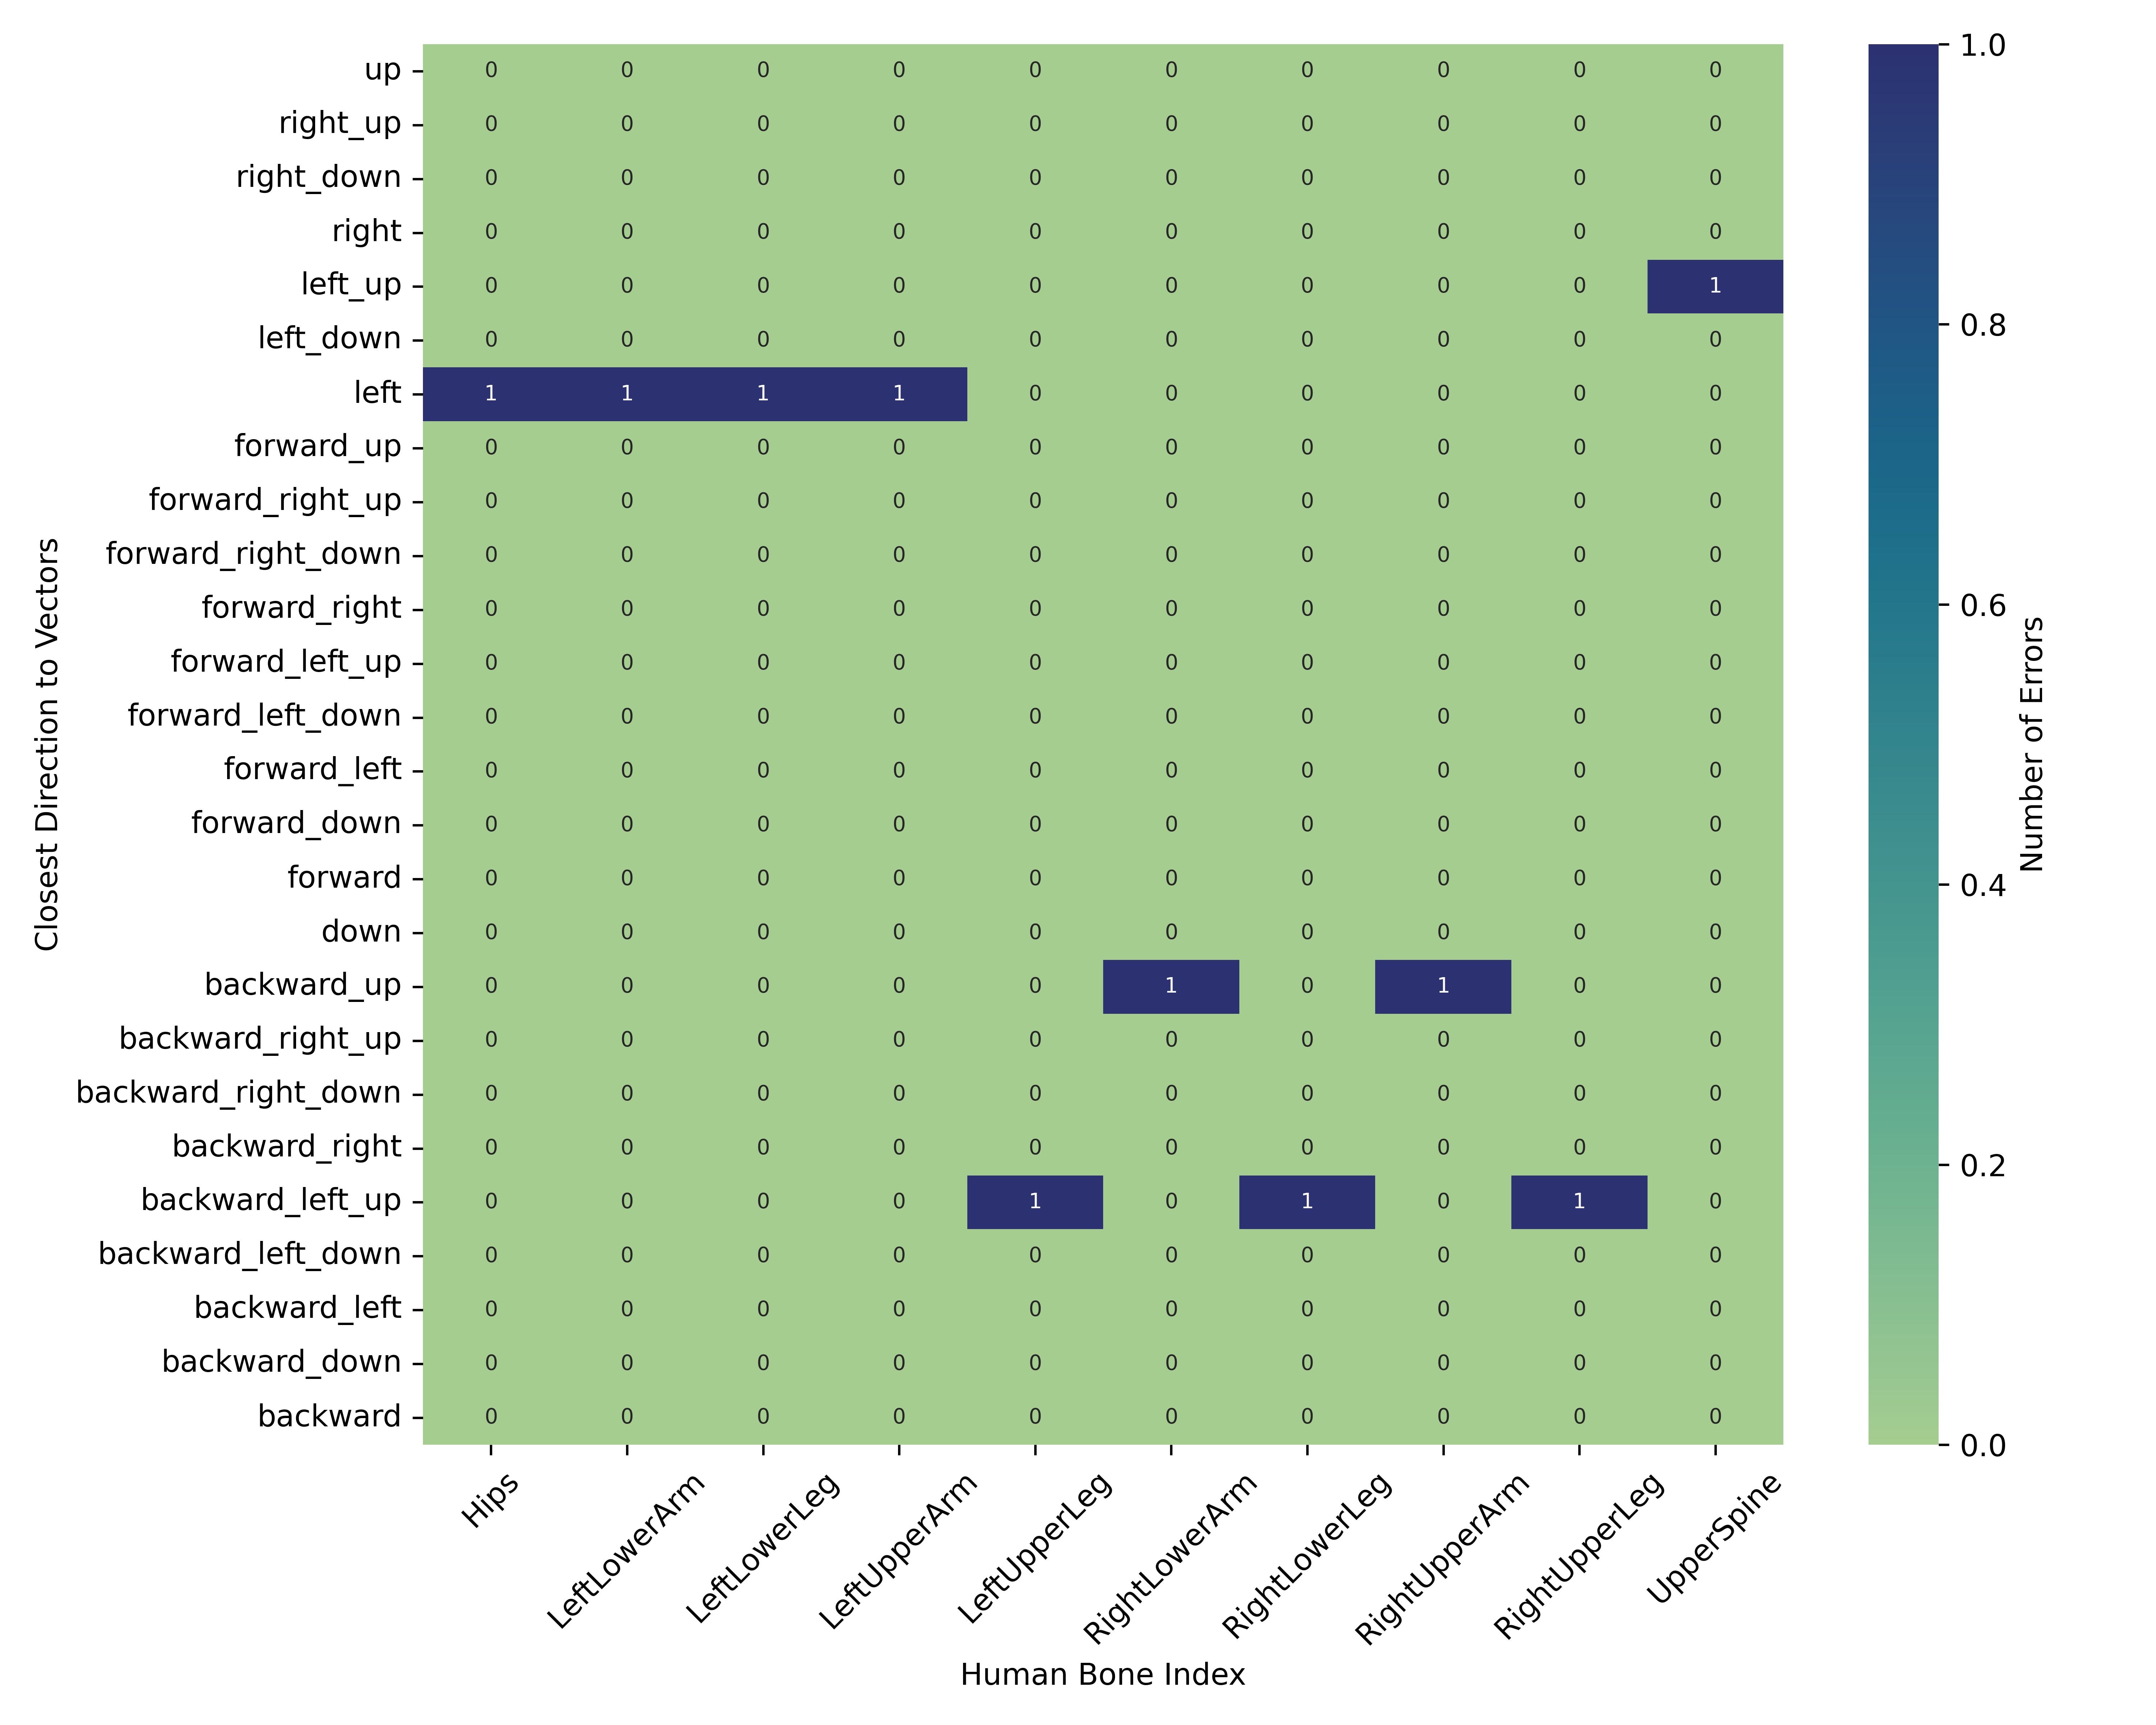 up 0 0 0 0 0 0 0 0 0 0
right_up 0 0 0 0 0 0 0 0 0 0
right_down 0 0 0 0 0 0 0 0 0 0
right 0 0 0 0 0 0 0 0 0 0
left_up 0 0 0 0 0 0 0 0 0 1
left_down 0 0 0 0 0 0 0 0 0 0
left 1 1 1 1 0 0 0 0 0 0
forward_up 0 0 0 0 0 0 0 0 0 0
forward_right_up 0 0 0 0 0 0 0 0 0 0
forward_right_down 0 0 0 0 0 0 0 0 0 0
forward_right 0 0 0 0 0 0 0 0 0 0
forward_left_up 0 0 0 0 0 0 0 0 0 0
forward_left_down 0 0 0 0 0 0 0 0 0 0
forward_left 0 0 0 0 0 0 0 0 0 0
forward_down 0 0 0 0 0 0 0 0 0 0
forward 0 0 0 0 0 0 0 0 0 0
down 0 0 0 0 0 0 0 0 0 0
backward_up 0 0 0 0 0 1 0 1 0 0
backward_right_up 0 0 0 0 0 0 0 0 0 0
backward_right_down 0 0 0 0 0 0 0 0 0 0
backward_right 0 0 0 0 0 0 0 0 0 0
backward_left_up 0 0 0 0 1 0 1 0 1 0
backward_left_down 0 0 0 0 0 0 0 0 0 0
backward_left 0 0 0 0 0 0 0 0 0 0
backward_down 0 0 0 0 0 0 0 0 0 0
backward 0 0 0 0 0 0 0 0 0 0
Closest Direction to Vectors
Hips LeftLowerArm LeftLowerLeg LeftUpperArm LeftUpperLeg RightLowerArm RightLowerLeg RightUpperArm RightUpperLeg UpperSpine
Human Bone Index
1.0
0.8
0.6
0.4
0.2
0.0
Number of Errors